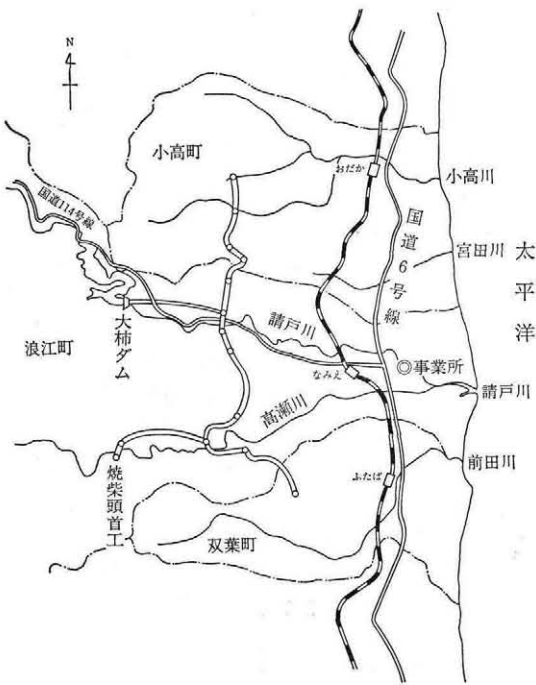 N
小高町
おだか
小高川
国道114号線
国道6号線
宮田川
太平洋
請戸川
大柿ダム
浪江町
なみえ
◎事業所
請戸川
高瀬川
前田川
ふたば
焼柴頭首工
双葉町